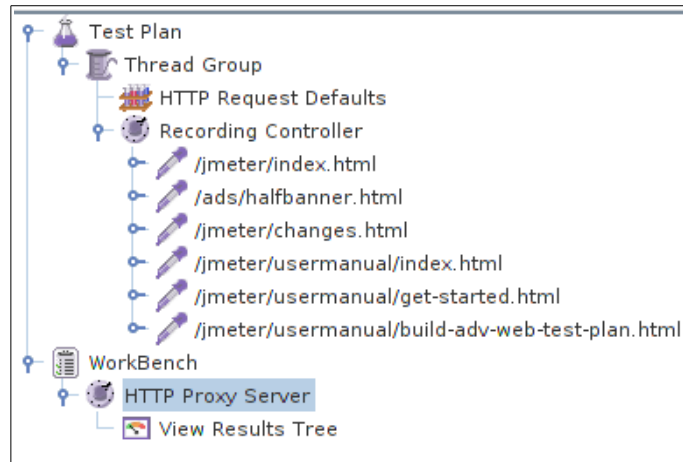 Test Plan
Thread Group
HTTP Request Defaults
Recording Controller
/jmeter/index.html
/ads/halfbanner.html
/jmeter/changes.html
/jmeter/usermanual/index.html
/jmeter/usermanual/get-started.html
/jmeter/usermanual/build-adv-web-test-plan.html
WorkBench
HTTP Proxy Server
View Results Tree